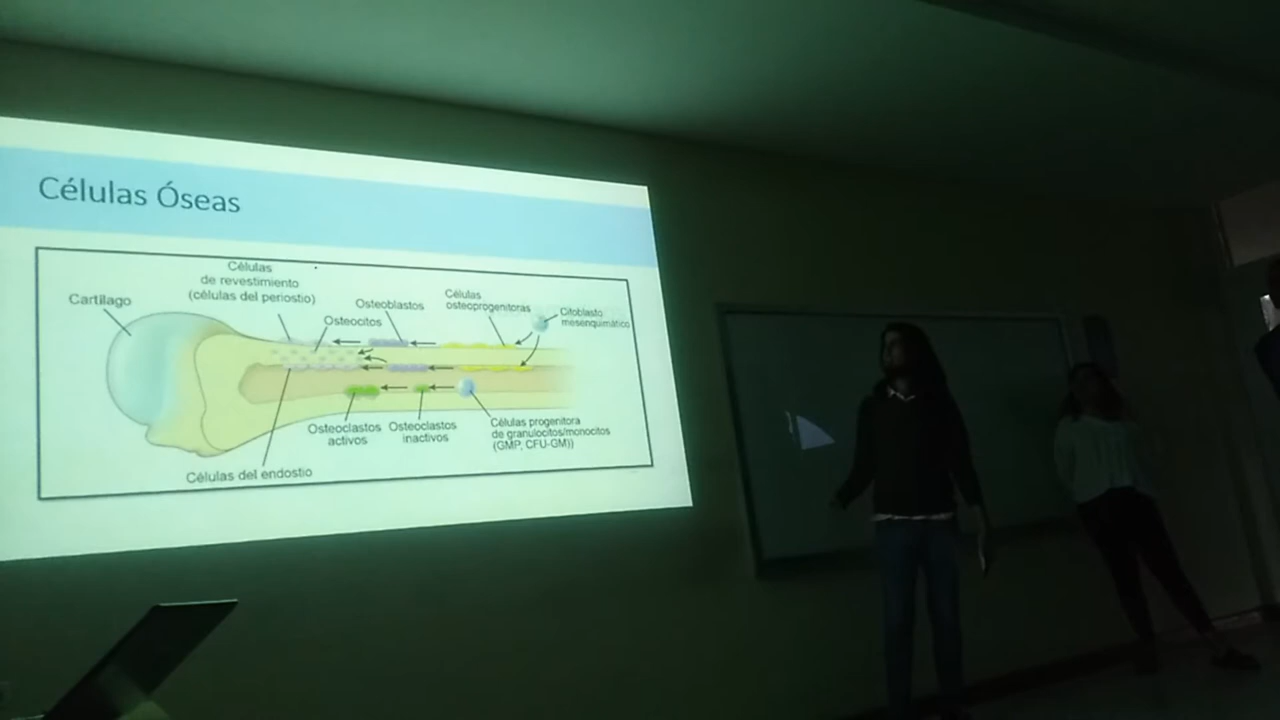 Células Óseas
Células
de revestimiento
(células del periostio)
Cartílago
Osteocitos
Osteoblastos
Células
osteoprogenitoras
Citoblasto
mesenquimático
Osteoclastos
activos
Osteoclastos
inactivos
Células progenitora
de granulocitos/monocitos
(GMP, CFU-GM))
Células del endostio